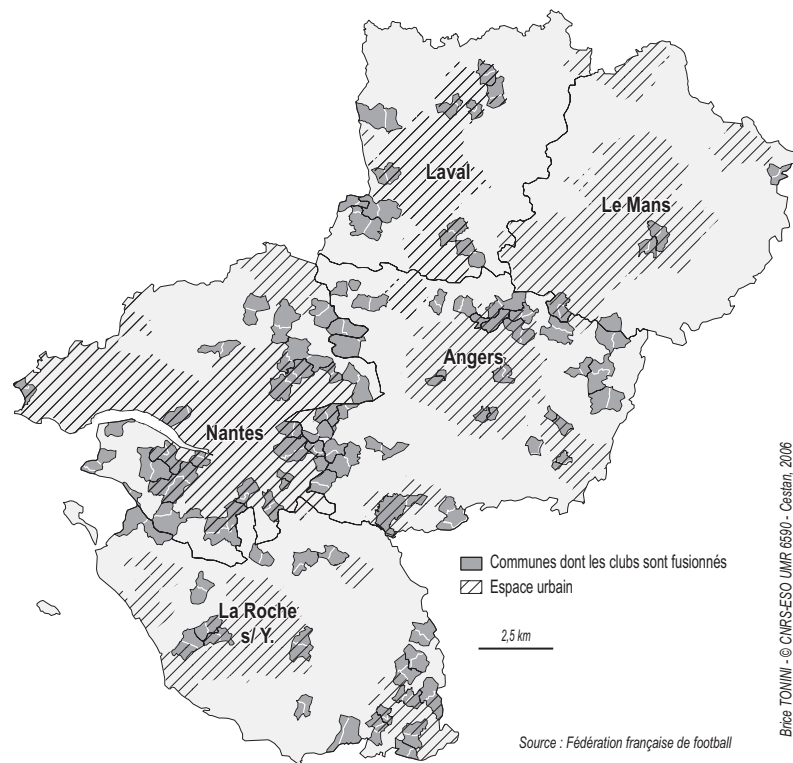 Laval
Le Mans
Angers
Nantes
La Roche
s/ Y.
Communes dont les clubs sont fusionnés
Espace urbain
2,5 km
Source : Fédération française de football
Brice TONINI - © CNRS-ESO UMR 6590 - Cestan, 2006